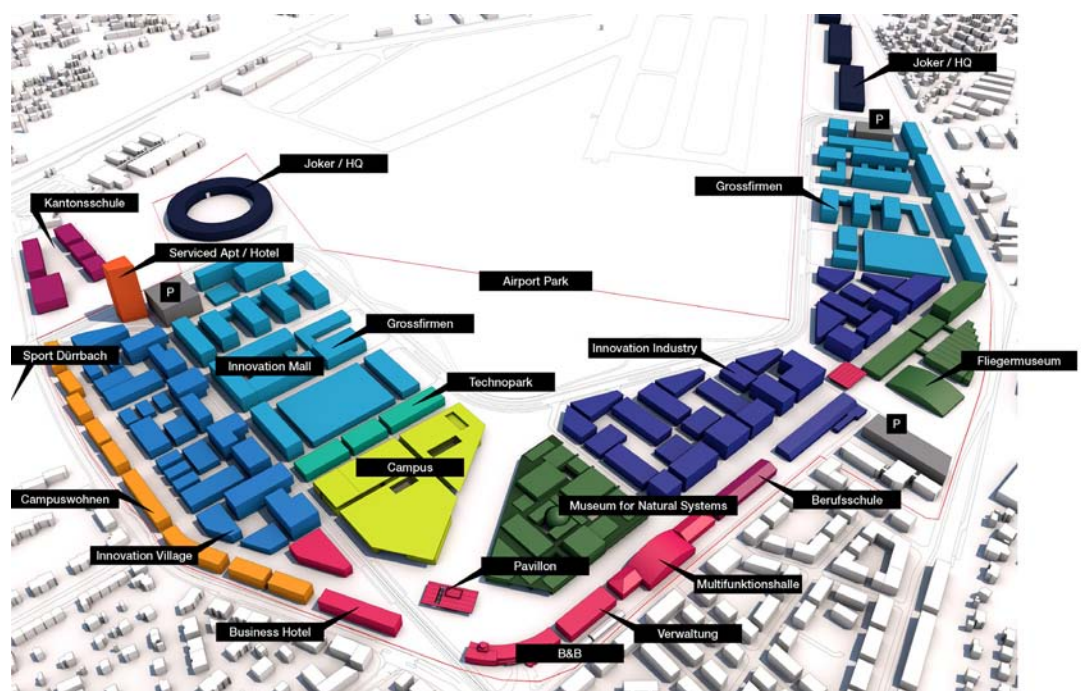 Joker / HQ
P
Joker / HQ
Grossfirmen
Kantonsschule
Serviced Apt / Hotel
Airport Park
P
Grossfirmen
Innovation Industry
Sport Dürrbach
Innovation Mall
Fliegermuseum
Technopark
P
Campus
Campuswohnen
Museum for Natural Systems
Berufsschule
Innovation Village
Pavillon
Multifunktionshalle
Business Hotel
Verwaltung
B&B